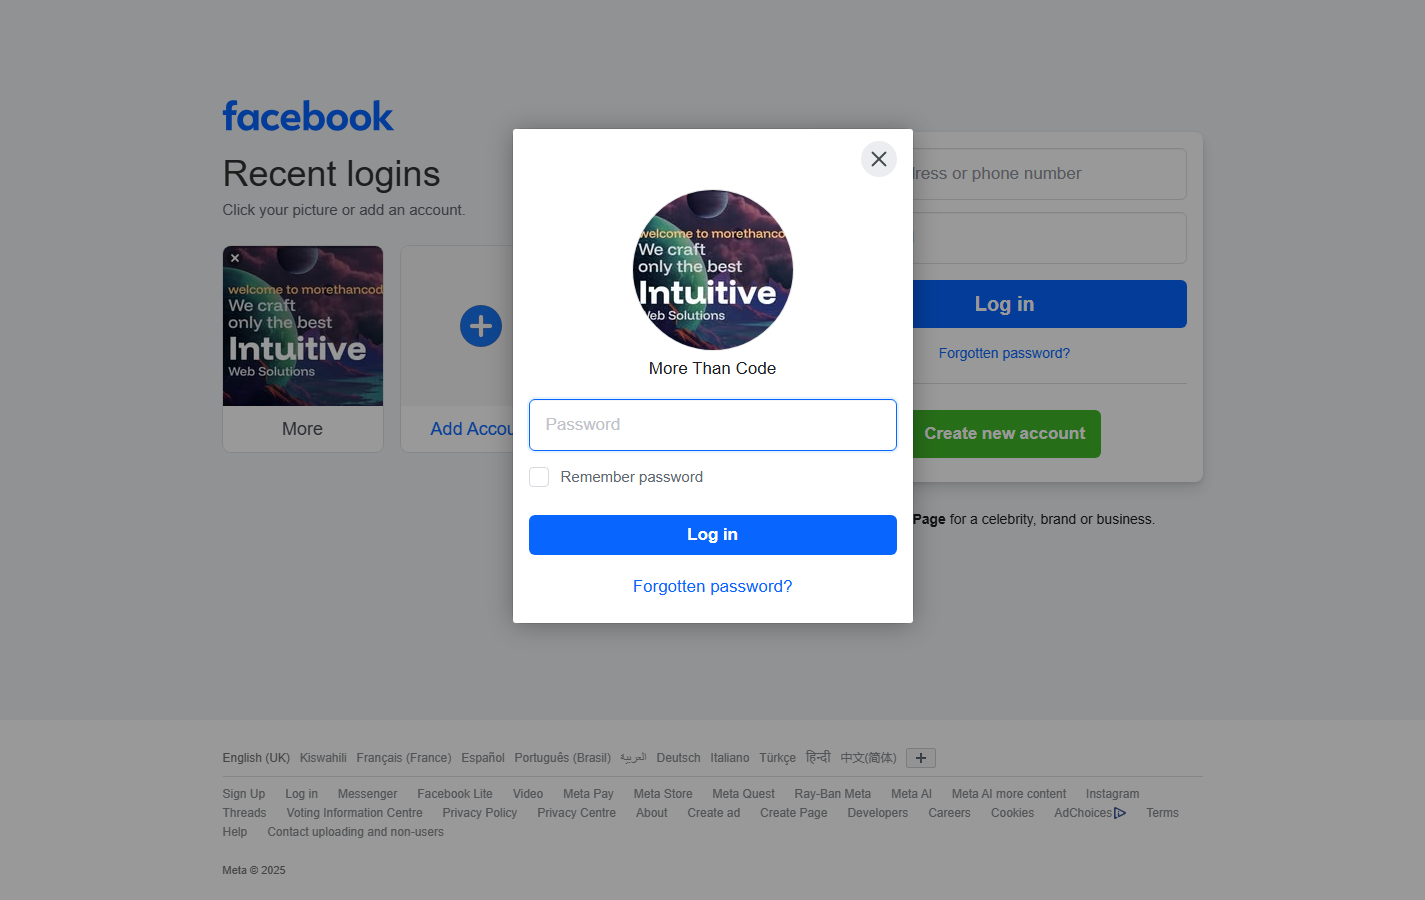 facebook
Recent logins
Click your picture or add an account.
welcome to morethancod
We craft
only the best
Intuitive
Web Solutions
More
Add Accou
welcome to morethancod
We craft
only the best
Intuitive
Web Solutions
More Than Code
Password
Remember password
Log in
Forgotten password?
dress or phone number
Log in
Forgotten password?
Create new account
Page for a celebrity, brand or business.
English (UK) Kiswahili Français (France) Español Português (Brasil) العربية Deutsch Italiano Türkçe हिन्दी 中文(简体)
Sign Up Log in Messenger Facebook Lite Video Meta Pay Meta Store Meta Quest Ray-Ban Meta Meta AI Meta AI more content Instagram
Threads Voting Information Centre Privacy Policy Privacy Centre About Create ad Create Page Developers Careers Cookies AdChoices Terms
Help Contact uploading and non-users
Meta © 2025